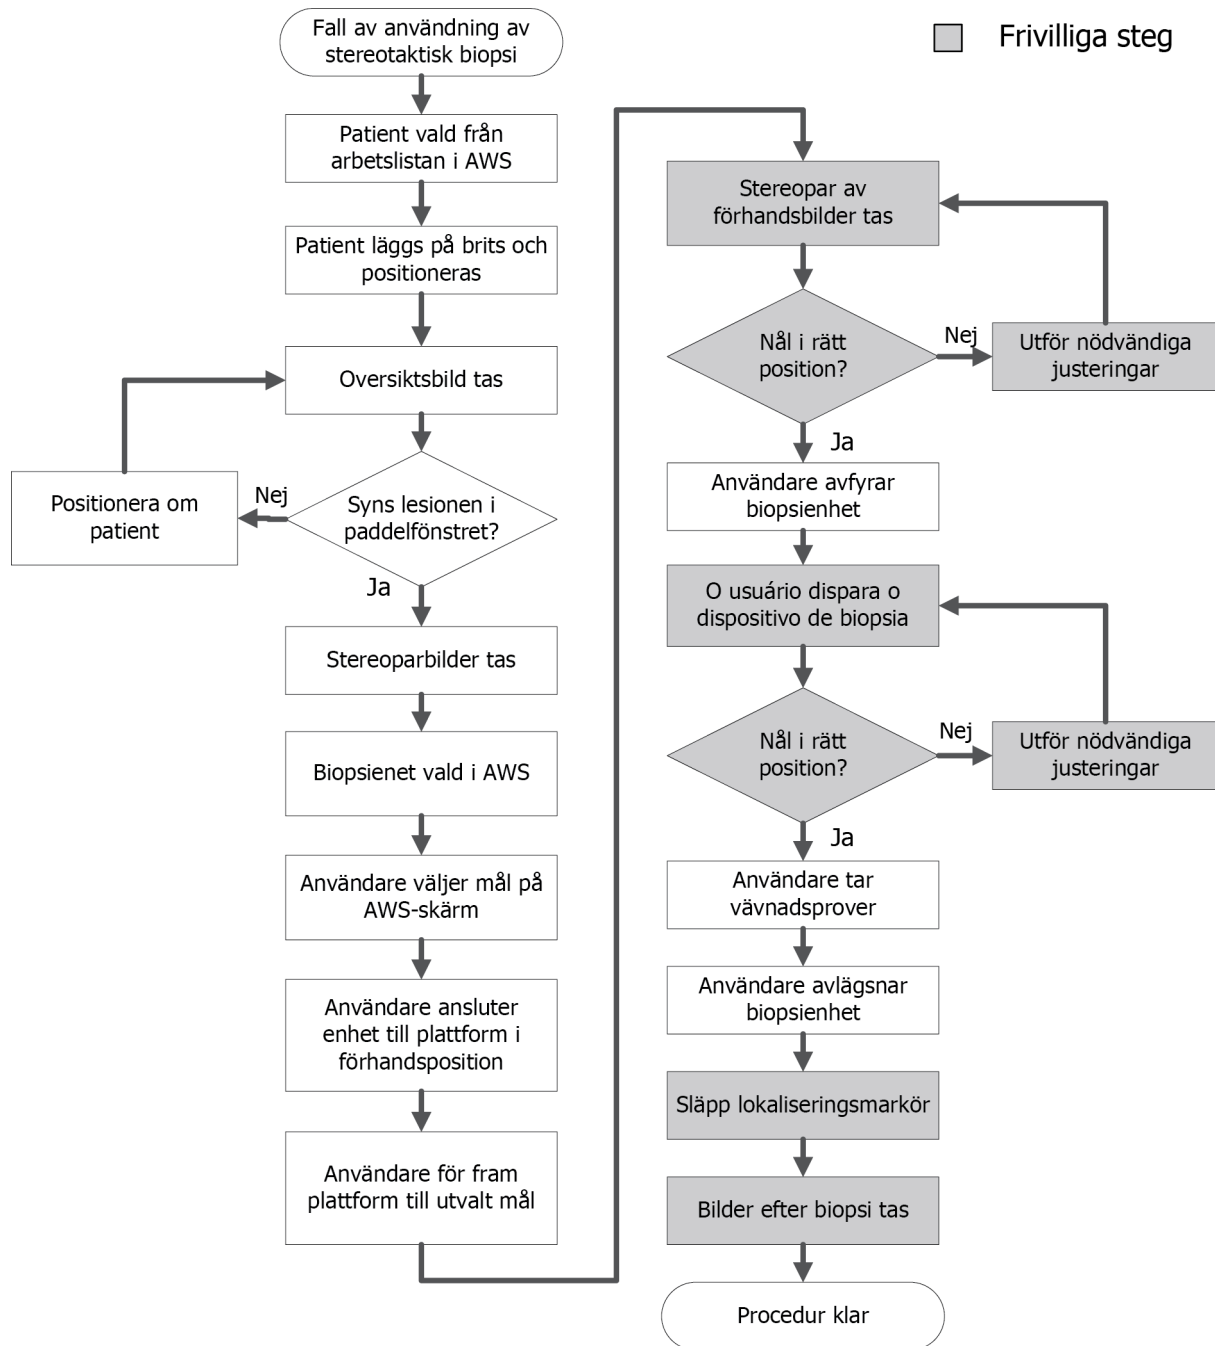 Fall av användning av
stereotaktisk biopsi
Frivilliga steg
Patient vald från
arbetslistan i AWS
Patient läggs på brits och
positioneras
Oversiktsbild tas
Syns lesionen i
paddelfönstret?
Nej
Positionera om
patient
Ja
Stereoparbilder tas
Biopsienet vald i AWS
Användare väljer mål på
AWS-skärm
Användare ansluter
enhet till plattform i
förhandsposition
Användare för fram
plattform till utvalt mål
Stereopar av
förhandsbilder tas
Nål i rätt
position?
Nej
Utför nödvändiga
justeringar
Ja
Användare avfyrar
biopsienhet
O usuário dispara o
dispositivo de biopsia
Nål i rätt
position?
Nej
Utför nödvändiga
justeringar
Ja
Användare tar
vävnadsprover
Användare avlägsnar
biopsienhet
Släpp lokaliseringsmarkör
Bilder efter biopsi tas
Procedur klar